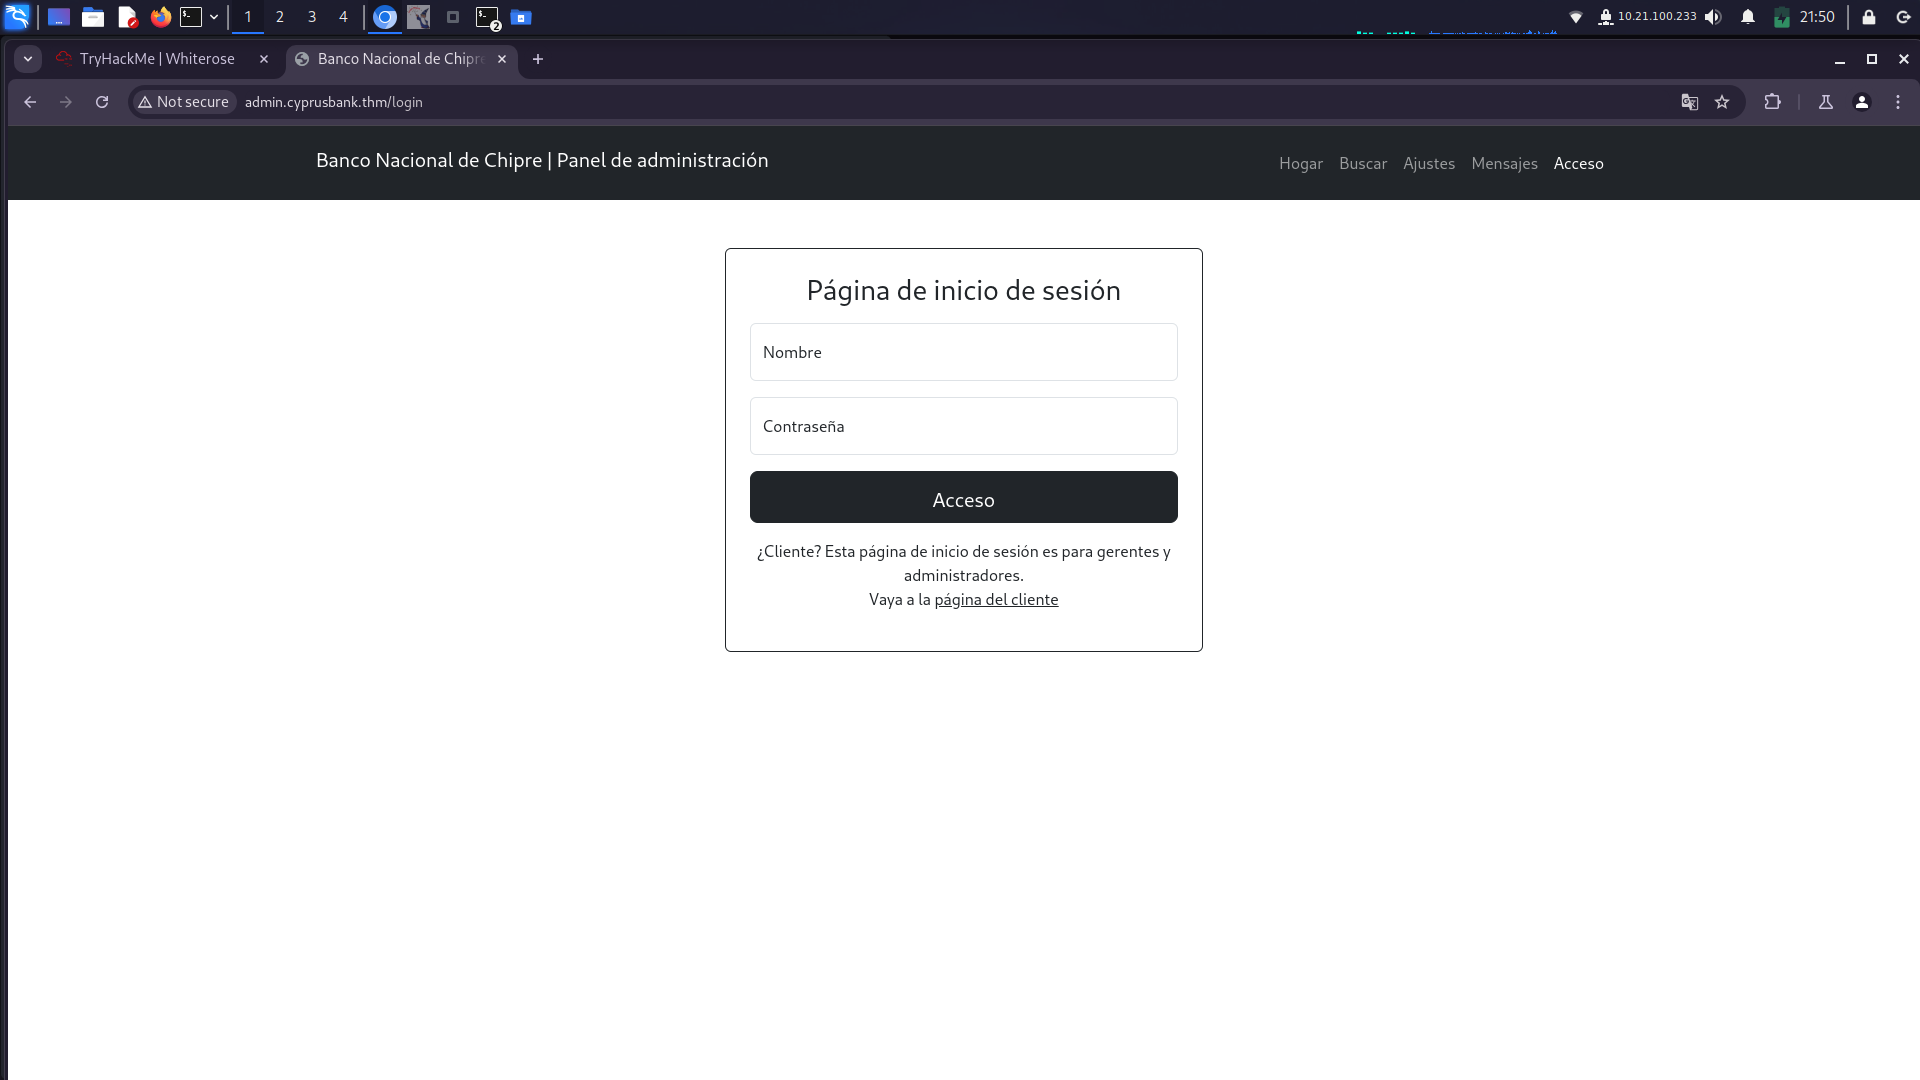 1 2 3 4
2
10.21.100.233
21:50
TryHackMe | Whiterose
Banco Nacional de Chipre
Not secure
admin.cyprusbank.thm/login
Banco Nacional de Chipre | Panel de administración
Hogar Buscar Ajustes Mensajes Acceso
Página de inicio de sesión
Nombre
Contraseña
Acceso
¿Cliente? Esta página de inicio de sesión es para gerentes y
administradores.
Vaya a la página del cliente